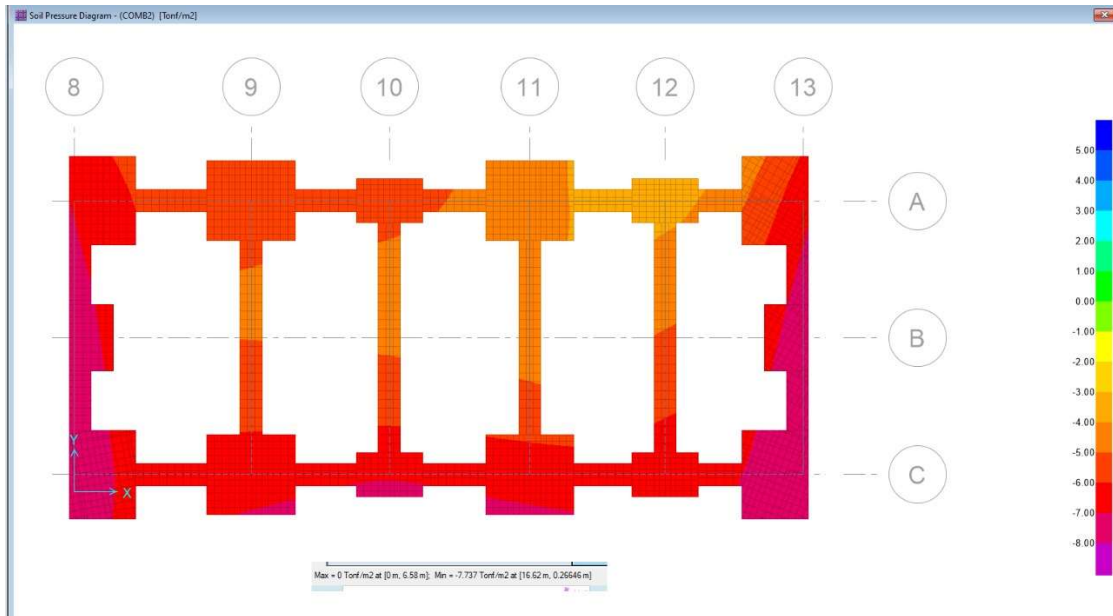 Soil Pressure Diagram - (COMB2) [Tonf/m2]
8 9 10 11 12 13
A
B
C
Y
X
5.00
4.00
3.00
2.00
1.00
0.00
-1.00
-2.00
-3.00
-4.00
-5.00
-6.00
-7.00
-8.00
Max = 0 Tonf/m2 at [0 m, 6.58 m]; Min = -7.737 Tonf/m2 at [16.62 m, 0.26646 m]